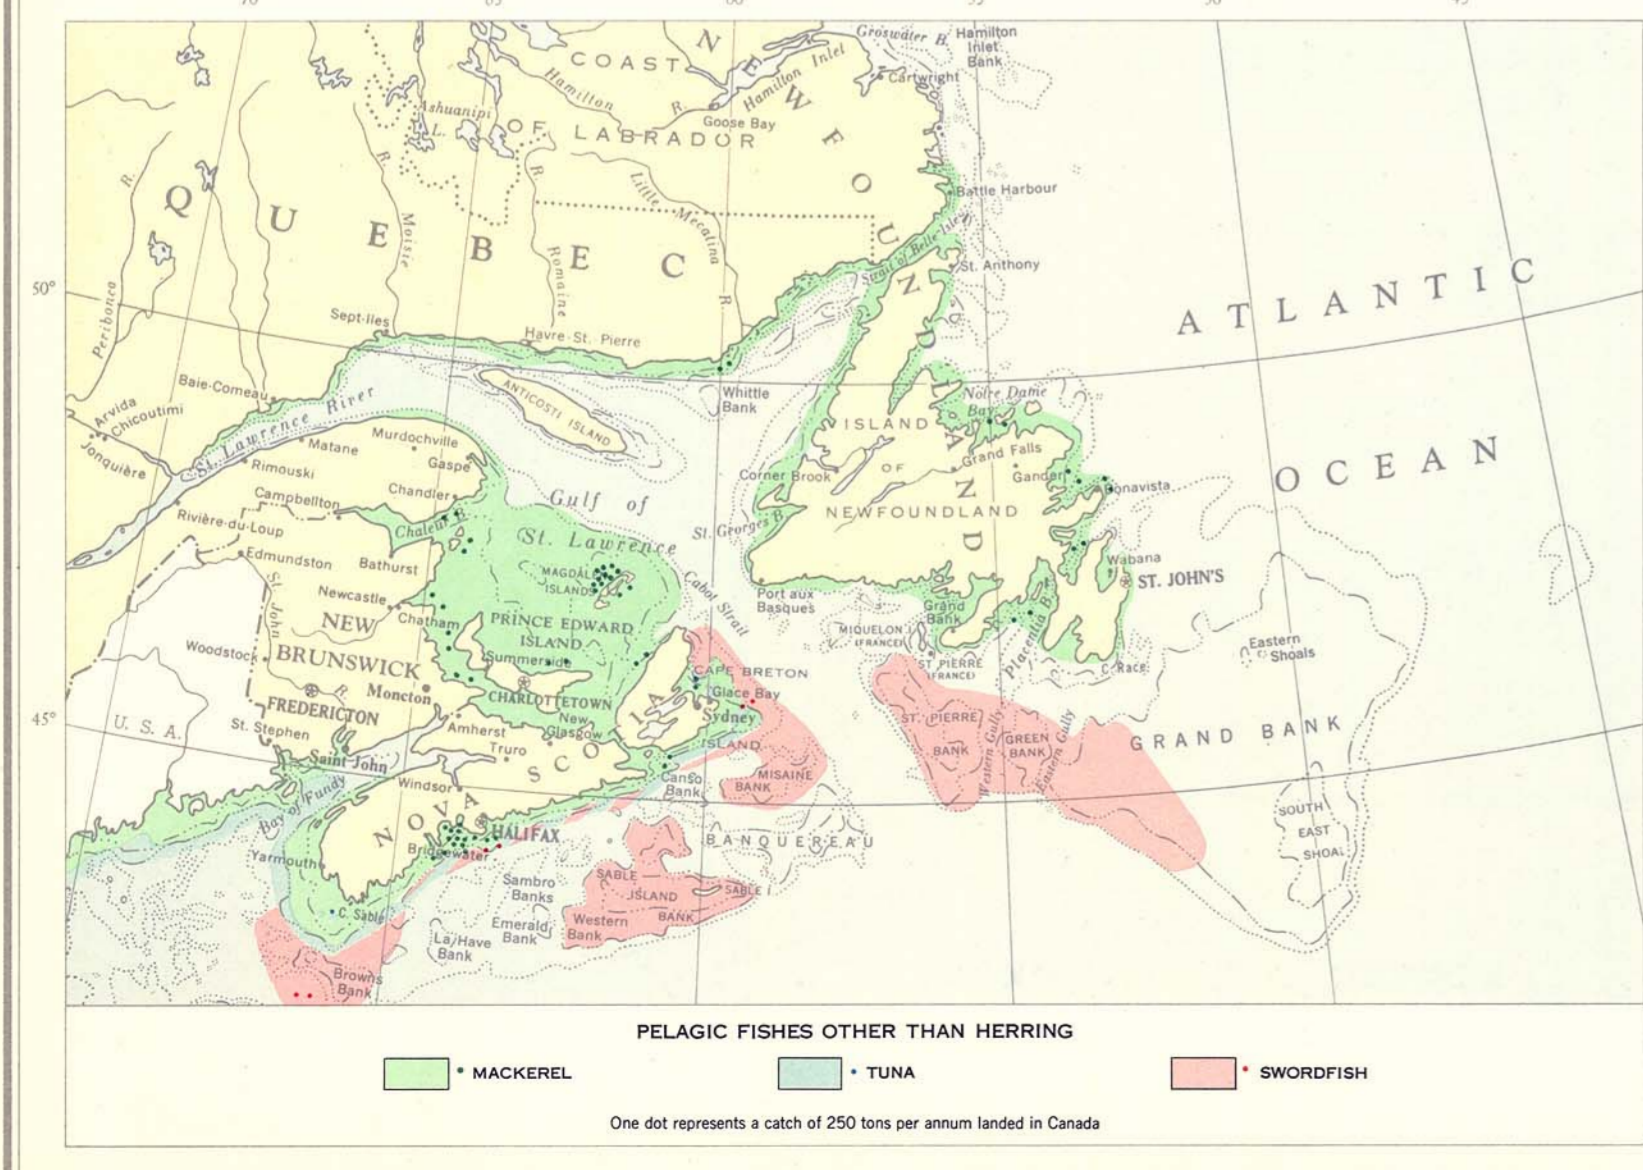 70
65
60
55
50
45
Groswater B.
Hamilton
Inlet
Bank
COAST
NEWFOUNDLAND
Hamilton Inlet
Cartwright
Hamilton R.
Ashuanipi
L.
Goose Bay
OF LABRADOR
R.
R.
R.
Little Mecatina R
Battle Harbour
QUEBEC
Moisie
Romaine
Strait of Belle-Isle
St. Anthony
50°
Peribonca
Sept-Iles
Havre-St.-Pierre
ATLANTIC
Baie-Comeau
ANTICOSTI ISLAND
Whittle
Bank
Notre Dame
Bay
Arvida
Chicoutimi
Jonquière
St. Lawrence River
Matane
Murdochville
Rimouski
Gaspe
ISLAND
OF
NEWFOUNDLAND
Grand Falls
Gander
Corner Brook
Bonavista
OCEAN
Campbellton
Chandler
Rivière-du-Loup
Chaleur B.
Gulf of
St. Lawrence
St. Georges B.
Edmundston
Bathurst
MAGDALEN
ISLANDS
Cabot Strait
Wabana
ST. JOHN'S
Newcastle
Chatham
St. John R.
NEW
BRUNSWICK
PRINCE EDWARD
ISLAND
Port aux
Basques
Grand
Bank
Placentia B.
MIQUELON
(FRANCE)
ST. PIERRE
(FRANCE)
C. Race
Eastern
Shoals
Woodstock
Summerside
Moncton
CHARLOTTETOWN
CAPE BRETON
Glace Bay
Sydney
ISLAND
45°
U. S. A.
FREDERICTON
St. Stephen
Amherst
Truro
New
Glasgow
ST. PIERRE
BANK
Western Gully
GREEN
BANK
Eastern Gully
GRAND BANK
Saint John
Bay of Fundy
Windsor
NOVA SCOTIA
Canso
Bank
MISAINE
BANK
SOUTH
EAST
SHOAL
HALIFAX
Bridgewater
Yarmouth
BANQUEREAU
Sambro
Banks
SABLE
ISLAND
BANK
SABLE I
C. Sable
Emerald
Bank
Western
Bank
La Have
Bank
Browns
Bank
PELAGIC FISHES OTHER THAN HERRING
MACKEREL
TUNA
SWORDFISH
One dot represents a catch of 250 tons per annum landed in Canada